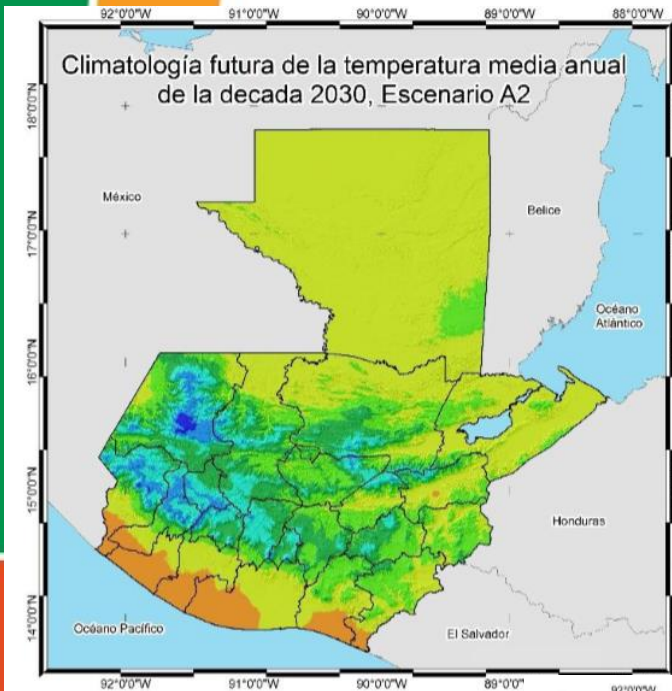 92°0'0"W 91°0'0"W 90°0'0"W 89°0'0"W 88°0'0"W
Climatología futura de la temperatura media anual
de la decada 2030, Escenario A2
18°0'0"N
México
Belice
17°0'0"N
Océano
Atlántico
16°0'0"N
15°0'0"N
Honduras
14°0'0"N
Océano Pacífico
El Salvador
92°0'0"W 91°0'0"W 90°0'0"W 89°0'0"W
92°0'0"W